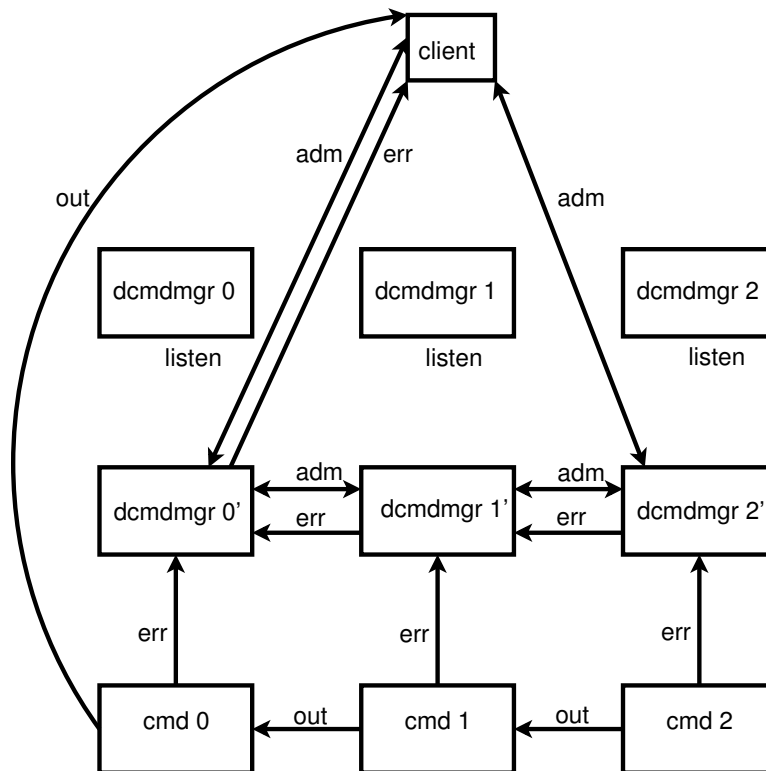 client
adm
err
out
adm
dcmdmgr 0
dcmdmgr 1
dcmdmgr 2
listen
listen
listen
adm
adm
dcmdmgr 0'
dcmdmgr 1'
dcmdmgr 2'
err
err
err
err
err
cmd 0
out
cmd 1
out
cmd 2